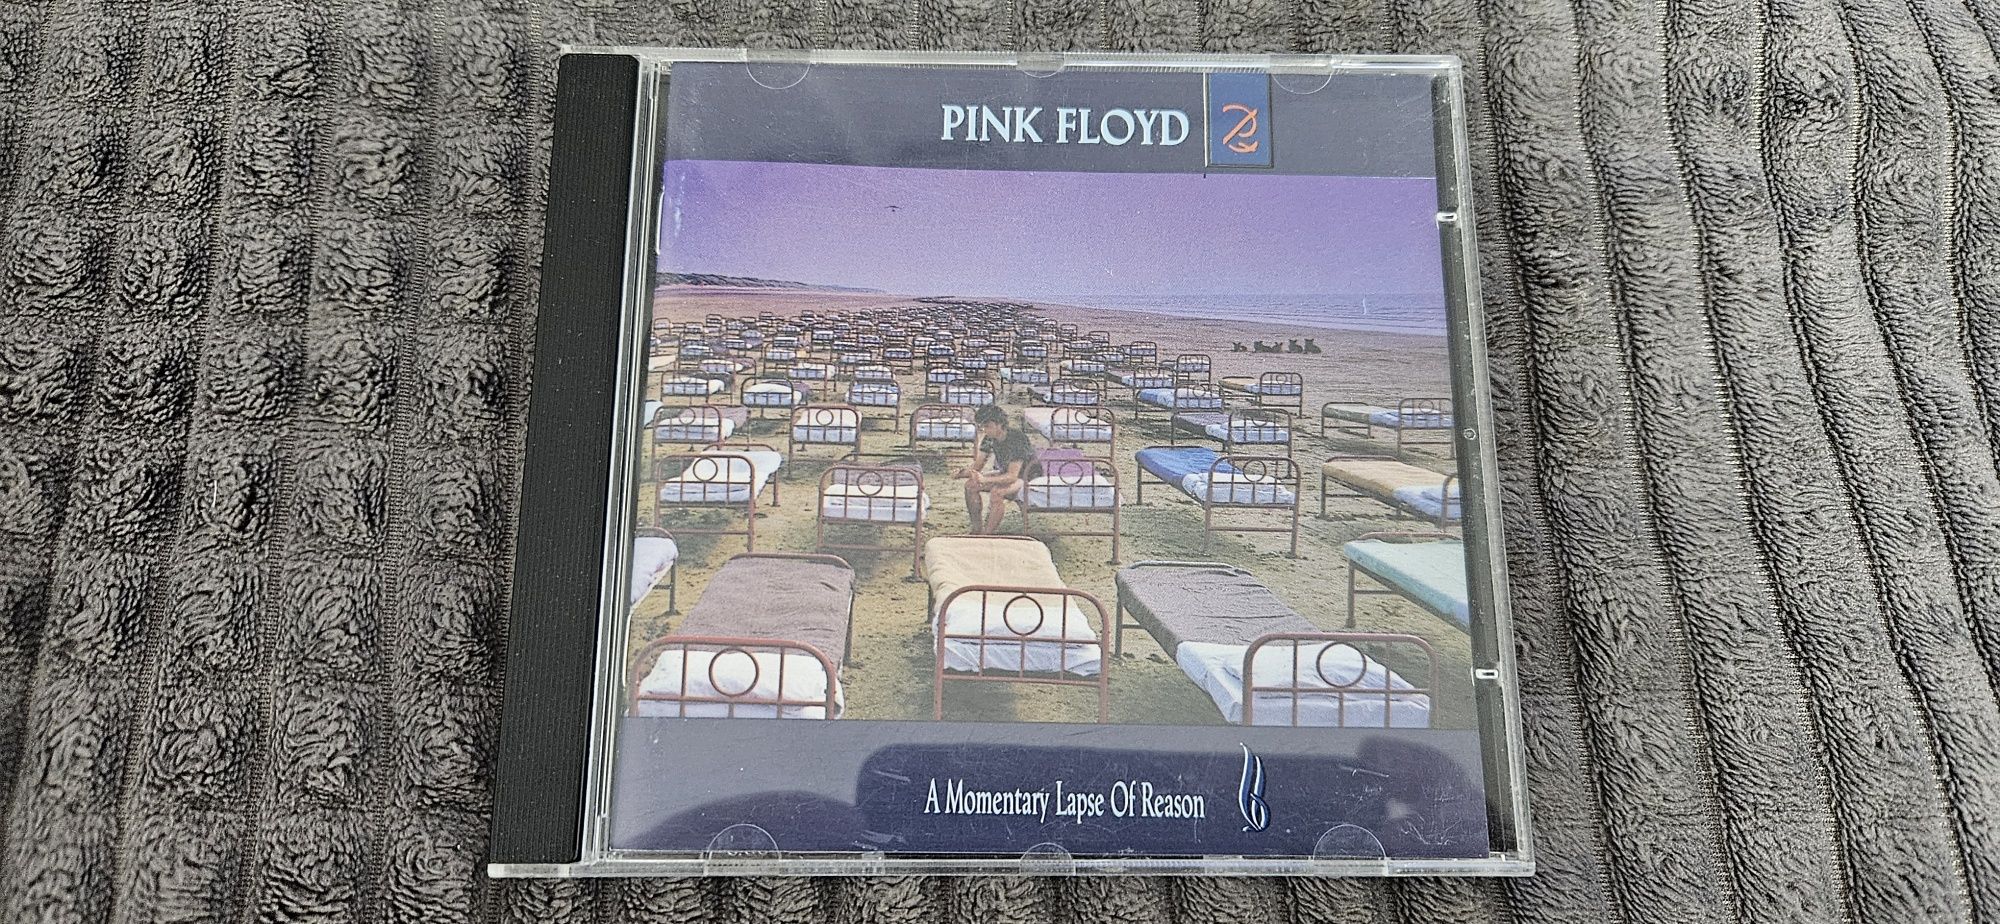 PINK FLOYD
A Momentary Lapse Of Reason